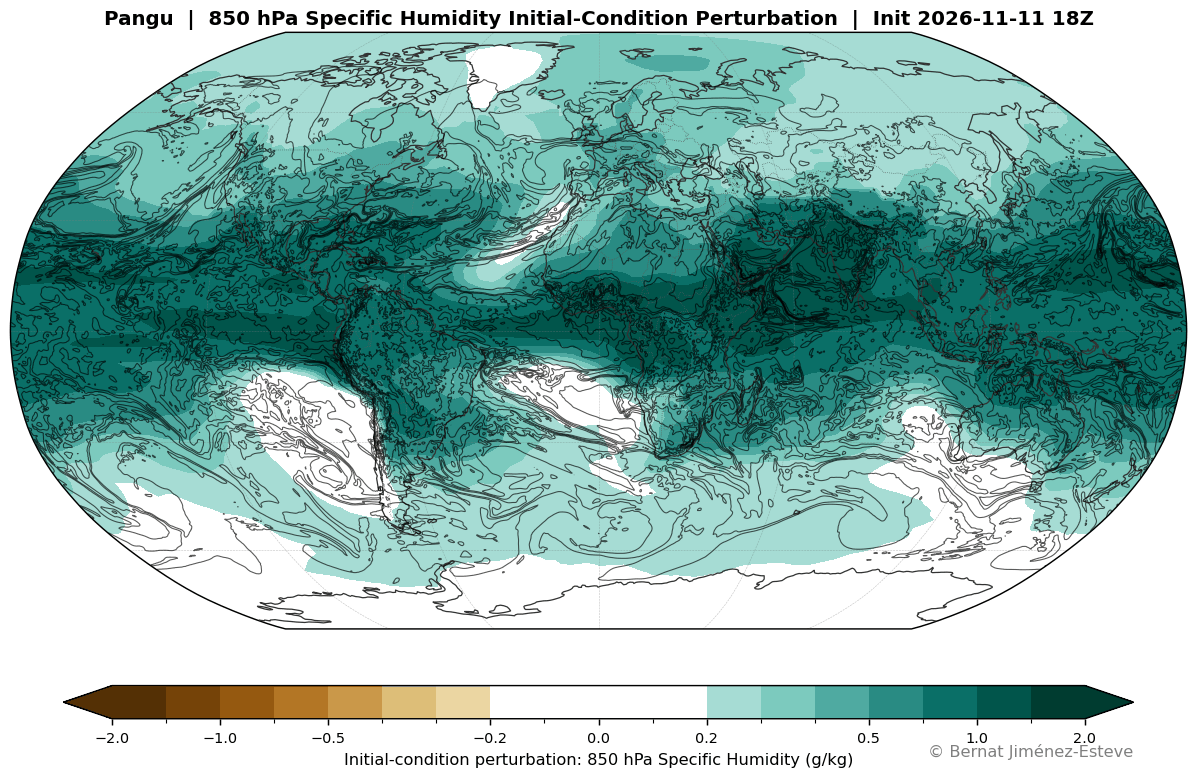 Pangu  |  850 hPa Specific Humidity Initial-Condition Perturbation  |  Init 2026-11-11 18Z
−2.0 −1.0 −0.5 −0.2 0.0 0.2 0.5 1.0 2.0
© Bernat Jiménez-Esteve
Initial-condition perturbation: 850 hPa Specific Humidity (g/kg)